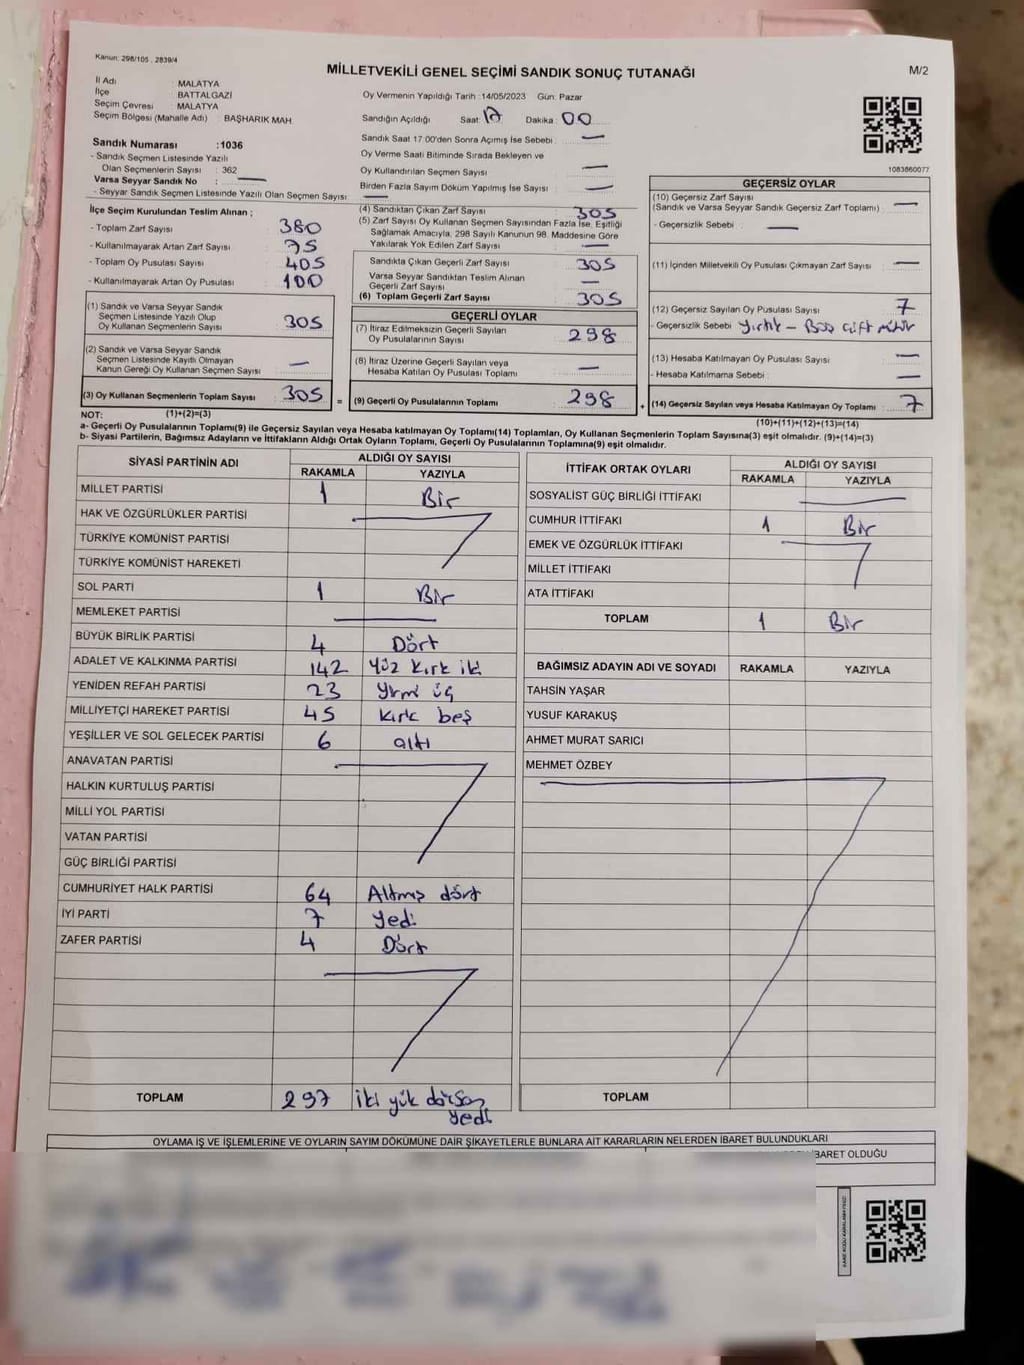 Kanun: 298/105 , 2839/4
MİLLETVEKİLİ GENEL SEÇİMİ SANDIK SONUÇ TUTANAĞI
M/2
İl Adı : MALATYA
İlçe : BATTALGAZİ
Seçim Çevresi : MALATYA
Seçim Bölgesi (Mahalle Adı) : BAŞHARIK MAH.
Oy Vermenin Yapıldığı Tarih :14/05/2023 Gün: Pazar
Sandığın Açıldığı Saat: 17 Dakika : 00
Sandık Saat 17:00'den Sonra Açımış İse Sebebi : —
Oy Verme Saati Bitiminde Sırada Bekleyen ve
Oy Kullandırılan Seçmen Sayısı : —
Birden Fazla Sayım Döküm Yapılmış İse Sayısı : —
1083660077
Sandık Numarası :1036
- Sandık Seçmen Listesinde Yazılı
Olan Seçmenlerin Sayısı : 362
Varsa Seyyar Sandık No : —
- Seyyar Sandık Seçmen Listesinde Yazılı Olan Seçmen Sayısı : —
İlçe Seçim Kurulundan Teslim Alınan ;
- Toplam Zarf Sayısı : 380
- Kullanılmayarak Artan Zarf Sayısı : 75
- Toplam Oy Pusulası Sayısı : 405
- Kullanılmayarak Artan Oy Pusulası : 100
(1) Sandık ve Varsa Seyyar Sandık
Seçmen Listesinde Yazılı Olup
Oy Kullanan Seçmenlerin Sayısı : 305
(2) Sandık ve Varsa Seyyar Sandık
Seçmen Listesinde Kayıtlı Olmayan
Kanun Gereği Oy Kullanan Seçmen Sayısı : —
(3) Oy Kullanan Seçmenlerin Toplam Sayısı : 305
(1)+(2)=(3)
(4) Sandıktan Çıkan Zarf Sayısı : 305
(5) Zarf Sayısı Oy Kullanan Seçmen Sayısından Fazla İse, Eşitliği
Sağlamak Amacıyla, 298 Sayılı Kanunun 98. Maddesine Göre
Yakılarak Yok Edilen Zarf Sayısı : —
Sandıkta Çıkan Geçerli Zarf Sayısı : 305
Varsa Seyyar Sandıktan Teslim Alınan
Geçerli Zarf Sayısı : —
(6) Toplam Geçerli Zarf Sayısı : 305
GEÇERLİ OYLAR
(7) İtiraz Edilmeksizin Geçerli Sayılan
Oy Pusulalarının Sayısı : 298
(8) İtiraz Üzerine Geçerli Sayılan veya
Hesaba Katılan Oy Pusulası Toplamı : —
= (9) Geçerli Oy Pusulalarının Toplamı : 298
GEÇERSİZ OYLAR
(10) Geçersiz Zarf Sayısı
(Sandık ve Varsa Seyyar Sandık Geçersiz Zarf Toplamı) : —
- Geçersizlik Sebebi : —
(11) İçinden Milletvekili Oy Pusulası Çıkmayan Zarf Sayısı : —
(12) Geçersiz Sayılan Oy Pusulası Sayısı : 7
- Geçersizlik Sebebi : Yırtık – Boş çift mühür
(13) Hesaba Katılmayan Oy Pusulası Sayısı : —
- Hesaba Katılmama Sebebi : —
+ (14) Geçersiz Sayılan veya Hesaba Katılmayan Oy Toplamı : 7
(10)+(11)+(12)+(13)=(14)
NOT:
a- Geçerli Oy Pusulalarının Toplamı(9) ile Geçersiz Sayılan veya Hesaba katılmayan Oy Toplamı(14) Toplamları, Oy Kullanan Seçmenlerin Toplam Sayısına(3) eşit olmalıdır. (9)+(14)=(3)
b- Siyasi Partilerin, Bağımsız Adayların ve İttifakların Aldığı Ortak Oyların Toplamı, Geçerli Oy Pusulalarının Toplamına(9) eşit olmalıdır.
SİYASİ PARTİNİN ADI
ALDIĞI OY SAYISI
RAKAMLA YAZIYLA
MİLLET PARTİSİ 1 Bir
HAK VE ÖZGÜRLÜKLER PARTİSİ
TÜRKİYE KOMÜNİST PARTİSİ
TÜRKİYE KOMÜNİST HAREKETİ
SOL PARTİ 1 Bir
MEMLEKET PARTİSİ —
BÜYÜK BİRLİK PARTİSİ 4 Dört
ADALET VE KALKINMA PARTİSİ 142 Yüz kırk iki
YENİDEN REFAH PARTİSİ 23 Yirmi üç
MİLLİYETÇİ HAREKET PARTİSİ 45 kırk beş
YEŞİLLER VE SOL GELECEK PARTİSİ 6 altı
ANAVATAN PARTİSİ
HALKIN KURTULUŞ PARTİSİ
MİLLİ YOL PARTİSİ
VATAN PARTİSİ
GÜÇ BİRLİĞİ PARTİSİ
CUMHURİYET HALK PARTİSİ 64 Altmış dört
İYİ PARTİ 7 Yedi
ZAFER PARTİSİ 4 Dört
TOPLAM 297 iki yük doksan
yedi
İTTİFAK ORTAK OYLARI
ALDIĞI OY SAYISI
RAKAMLA YAZIYLA
SOSYALİST GÜÇ BİRLİĞİ İTTİFAKI —
CUMHUR İTTİFAKI 1 Bir
EMEK VE ÖZGÜRLÜK İTTİFAKI
MİLLET İTTİFAKI
ATA İTTİFAKI
TOPLAM 1 Bir
BAĞIMSIZ ADAYIN ADI VE SOYADI RAKAMLA YAZIYLA
TAHSİN YAŞAR
YUSUF KARAKUŞ
AHMET MURAT SARICI
MEHMET ÖZBEY
TOPLAM
OYLAMA İŞ VE İŞLEMLERİNE VE OYLARIN SAYIM DÖKÜMÜNE DAİR ŞİKAYETLERLE BUNLARA AİT KARARLARIN NELERDEN İBARET BULUNDUKLARI
İBARET OLDUĞU